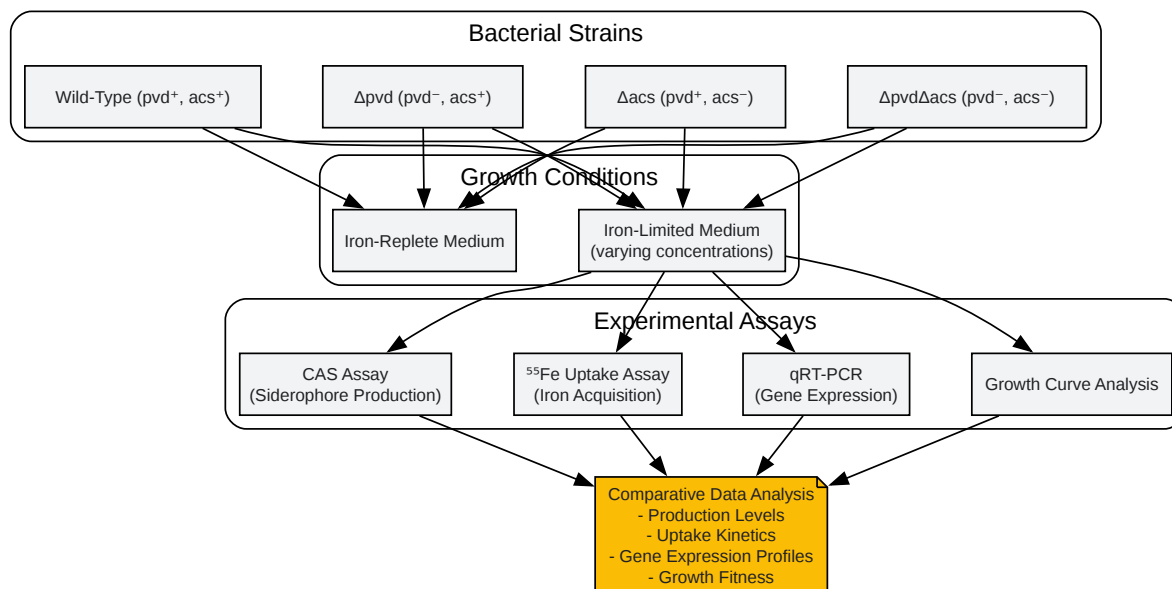 Bacterial Strains
Wild-Type (pvd⁺, acs⁺)
Δpvd (pvd⁻, acs⁺)
Δacs (pvd⁺, acs⁻)
ΔpvdΔacs (pvd⁻, acs⁻)
Growth Conditions
Iron-Replete Medium
Iron-Limited Medium
(varying concentrations)
Experimental Assays
CAS Assay
(Siderophore Production)
⁵⁵Fe Uptake Assay
(Iron Acquisition)
qRT-PCR
(Gene Expression)
Growth Curve Analysis
Comparative Data Analysis
- Production Levels
- Uptake Kinetics
- Gene Expression Profiles
- Growth Fitness